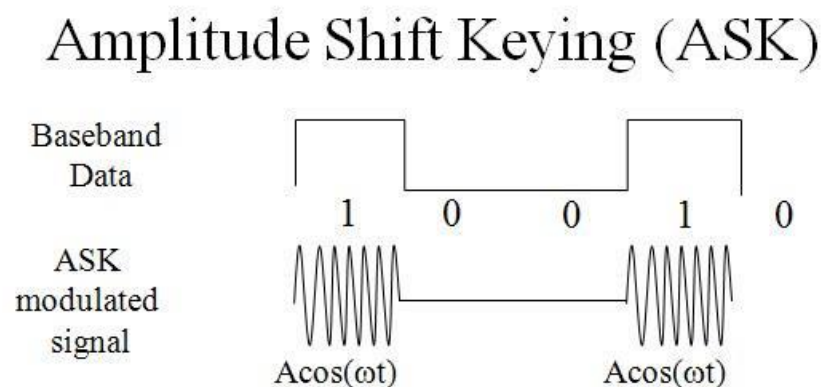 Amplitude Shift Keying (ASK)
Baseband
Data
1 0 0 1 0
ASK
modulated
signal
Acos(ωt) Acos(ωt)